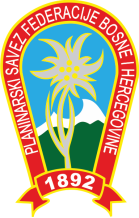 PLANINARSKI SAVEZ FEDERACIJE BOSNE I HERCEGOVINE
1892